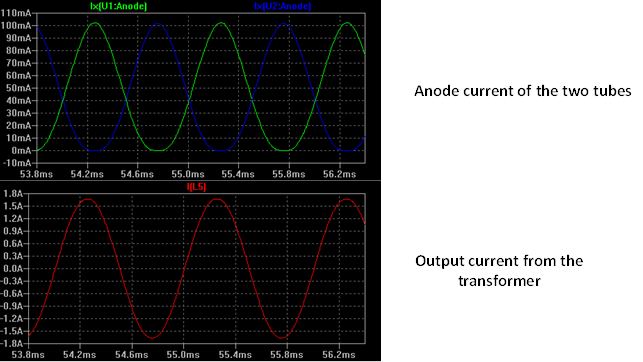 Ix(U1:Anode) Ix(U2:Anode)
110mA
100mA
90mA
80mA
70mA
60mA
50mA
40mA
30mA
20mA
10mA
0mA
-10mA
53.8ms 54.2ms 54.6ms 55.0ms 55.4ms 55.8ms 56.2ms
Anode current of the two tubes
I(L5)
1.8A
1.5A
1.2A
0.9A
0.6A
0.3A
0.0A
-0.3A
-0.6A
-0.9A
-1.2A
-1.5A
-1.8A
53.8ms 54.2ms 54.6ms 55.0ms 55.4ms 55.8ms 56.2ms
Output current from the
transformer